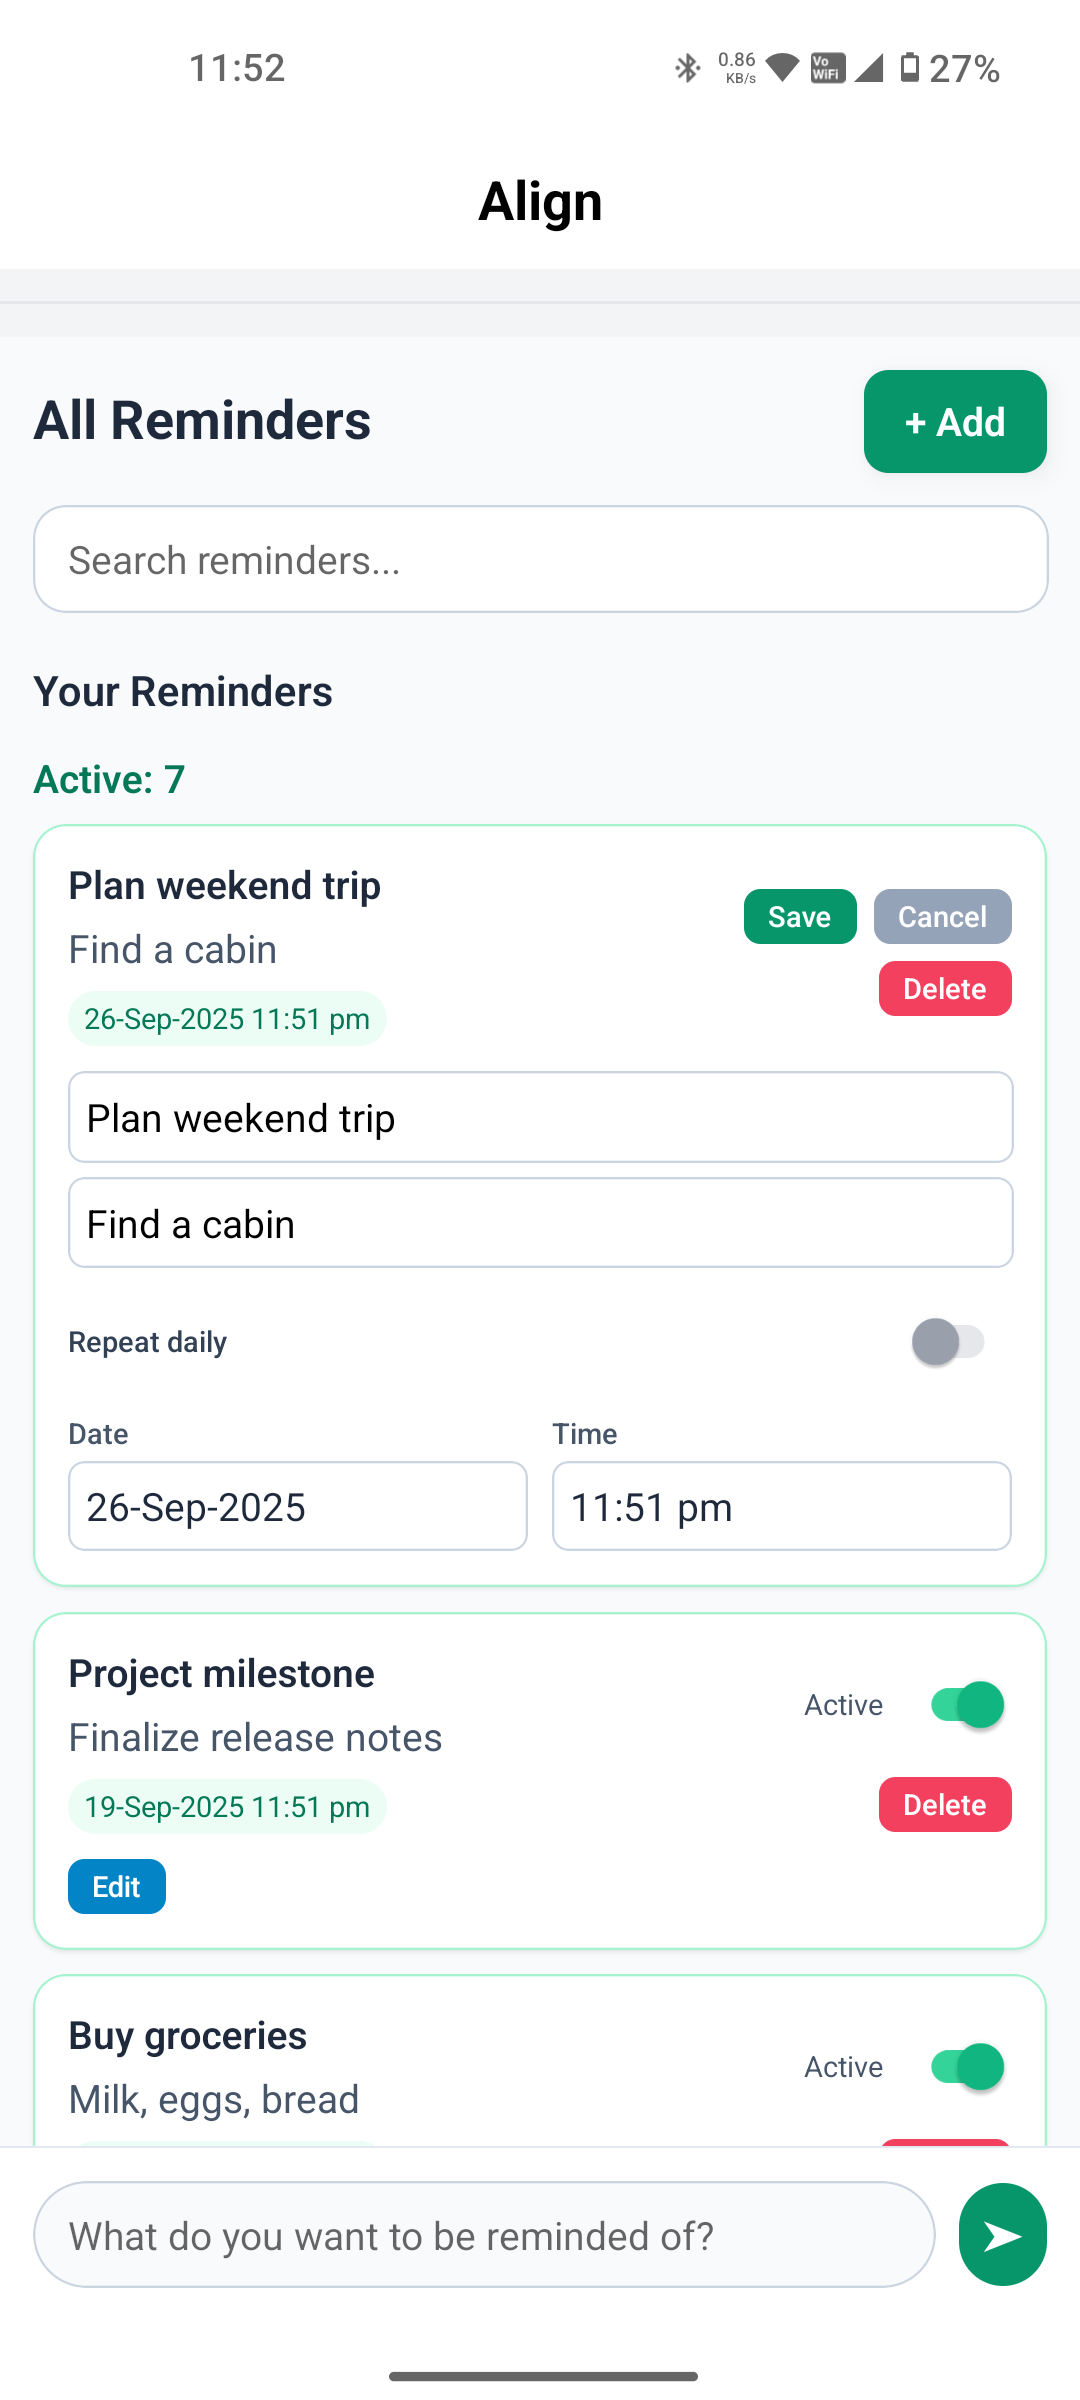 11:52
0.86
KB/s
Vo
WiFi
27%
Align
All Reminders
+ Add
Search reminders...
Your Reminders
Active: 7
Plan weekend trip
Find a cabin
26-Sep-2025 11:51 pm
Save
Cancel
Delete
Plan weekend trip
Find a cabin
Repeat daily
Date
Time
26-Sep-2025
11:51 pm
Project milestone
Finalize release notes
19-Sep-2025 11:51 pm
Active
Delete
Edit
Buy groceries
Milk, eggs, bread
Active
What do you want to be reminded of?